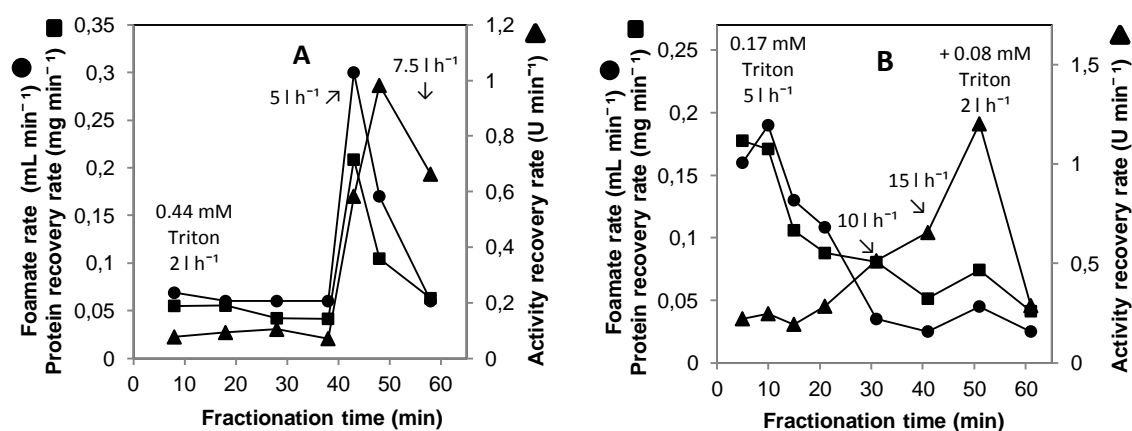 Foamate rate (mL min⁻¹)
Protein recovery rate (mg min⁻¹)
0,35
0,3
0,25
0,2
0,15
0,1
0,05
0
A
0.44 mM
Triton
2 l h⁻¹
5 l h⁻¹ ↗
7.5 l h⁻¹
↓
1,2
1
0,8
0,6
0,4
0,2
0
Activity recovery rate (U min⁻¹)
0 10 20 30 40 50 60
Fractionation time (min)
Foamate rate (mL min⁻¹)
Protein recovery rate (mg min⁻¹)
0,25
0,2
0,15
0,1
0,05
0
0.17 mM
Triton
5 l h⁻¹
B
+ 0.08 mM
Triton
2 l h⁻¹
10 l h⁻¹
↘
15 l h⁻¹
↘
1,5
1
0,5
0
Activity recovery rate (U min⁻¹)
0 10 20 30 40 50 60
Fractionation time (min)